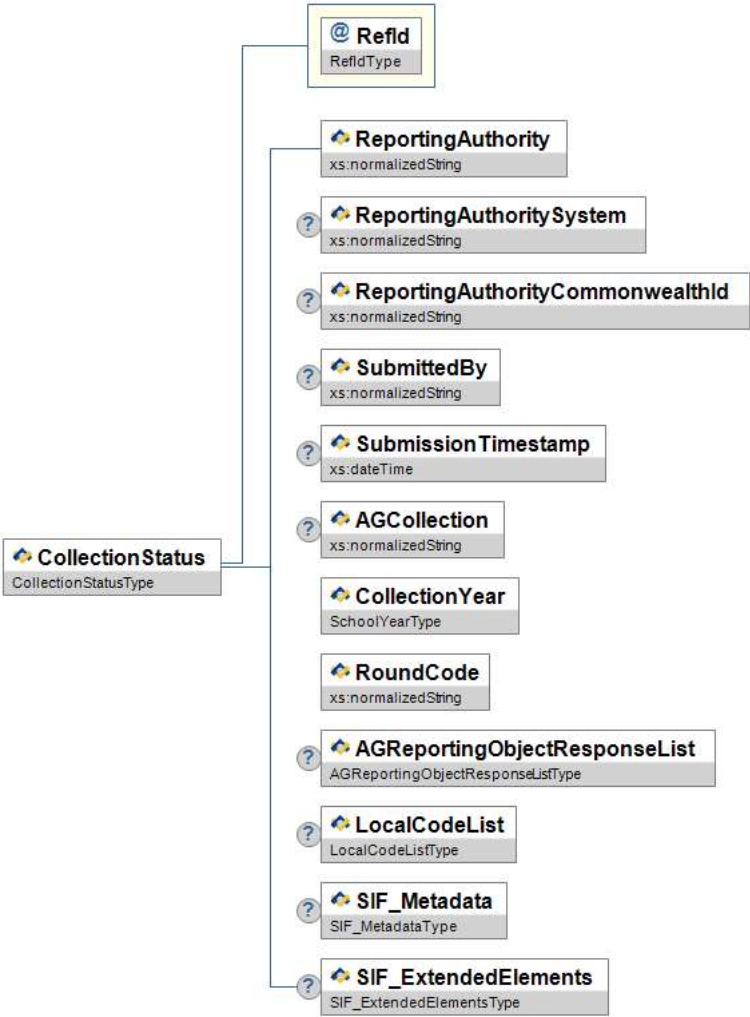 @ RefId
RefIdType
ReportingAuthority
xs:normalizedString
? ReportingAuthoritySystem
xs:normalizedString
? ReportingAuthorityCommonwealthId
xs:normalizedString
? SubmittedBy
xs:normalizedString
? SubmissionTimestamp
xs:dateTime
? AGCollection
xs:normalizedString
CollectionStatus
CollectionStatusType
CollectionYear
SchoolYearType
RoundCode
xs:normalizedString
? AGReportingObjectResponseList
AGReportingObjectResponseListType
? LocalCodeList
LocalCodeListType
? SIF_Metadata
SIF_MetadataType
? SIF_ExtendedElements
SIF_ExtendedElementsType